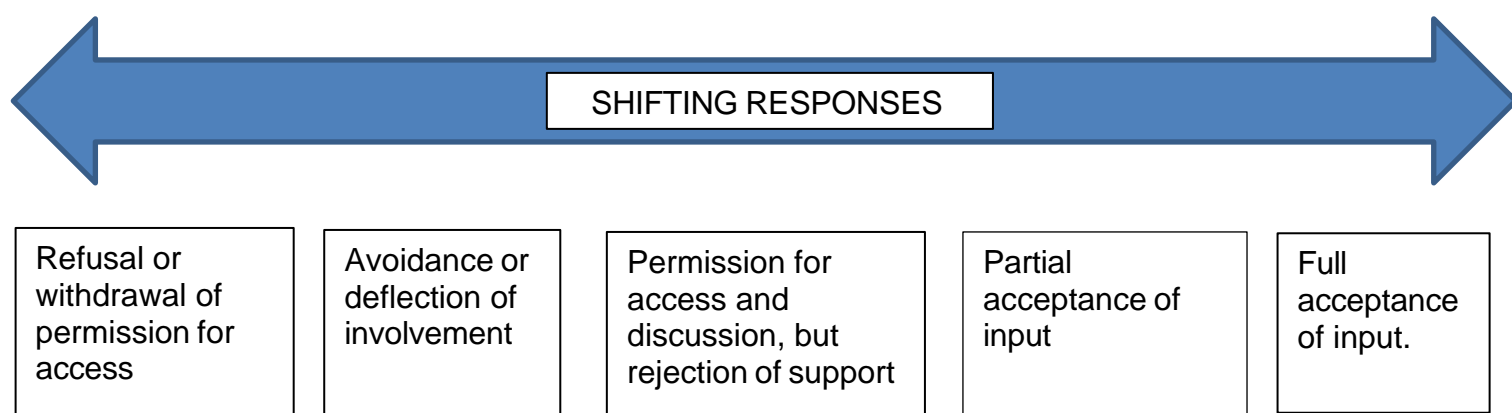 SHIFTING RESPONSES
Refusal or
withdrawal of
permission for
access
Avoidance or
deflection of
involvement
Permission for
access and
discussion, but
rejection of support
Partial
acceptance of
input
Full
acceptance
of input.